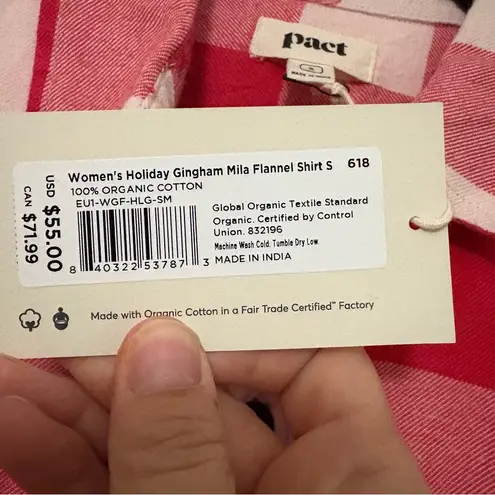 pact
Women's Holiday Gingham Mila Flannel Shirt S 618
100% ORGANIC COTTON
EU1-WGF-HLG-SM
USD $55.00
CAN $71.99
8 40322 53787 3
Global Organic Textile Standard
Organic. Certified by Control
Union. 832196
Machine Wash Cold. Tumble Dry Low.
MADE IN INDIA
Made with Organic Cotton in a Fair Trade Certified™ Factory